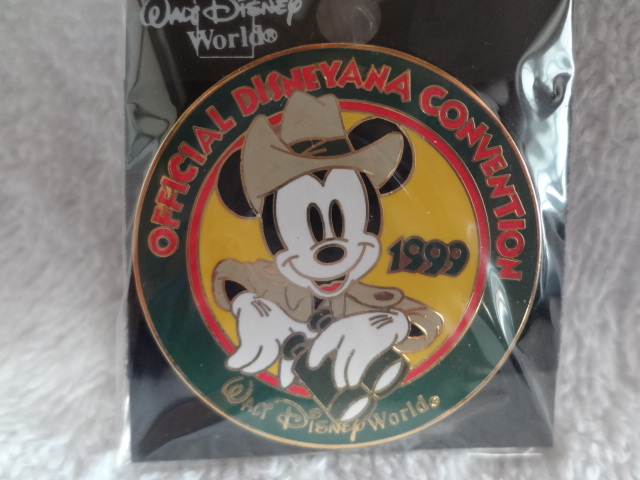 Walt Disney
World®
OFFICIAL DISNEYANA CONVENTION
1999
Walt Disney World®